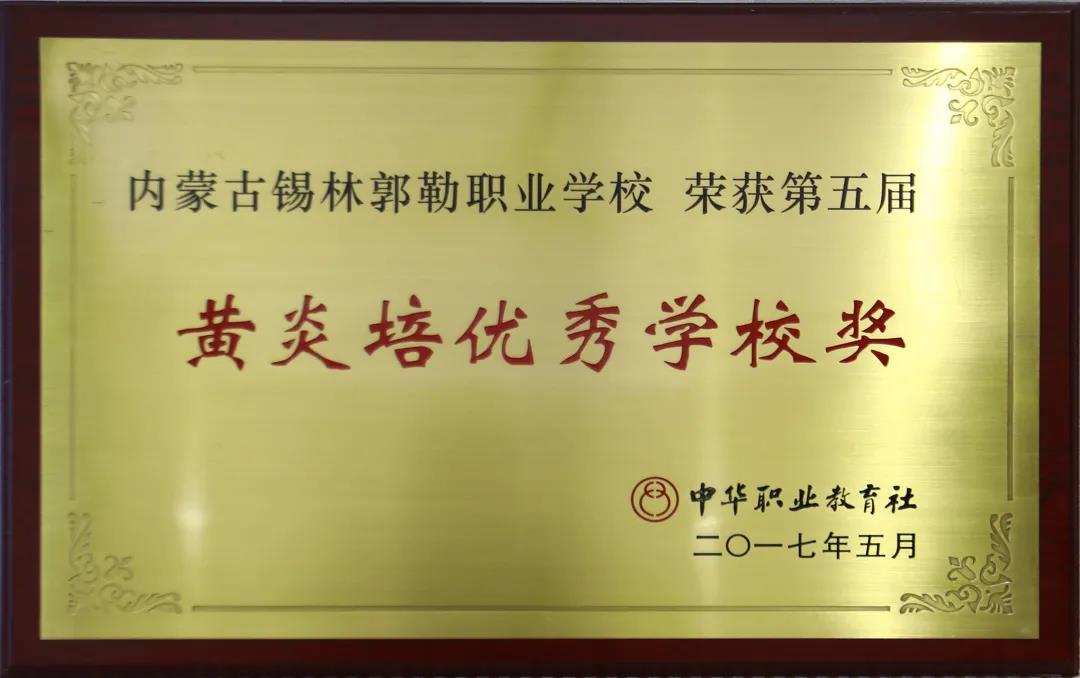 内蒙古锡林郭勒职业学校 荣获第五届
黄炎培优秀学校奖
中华职业教育社
二〇一七年五月